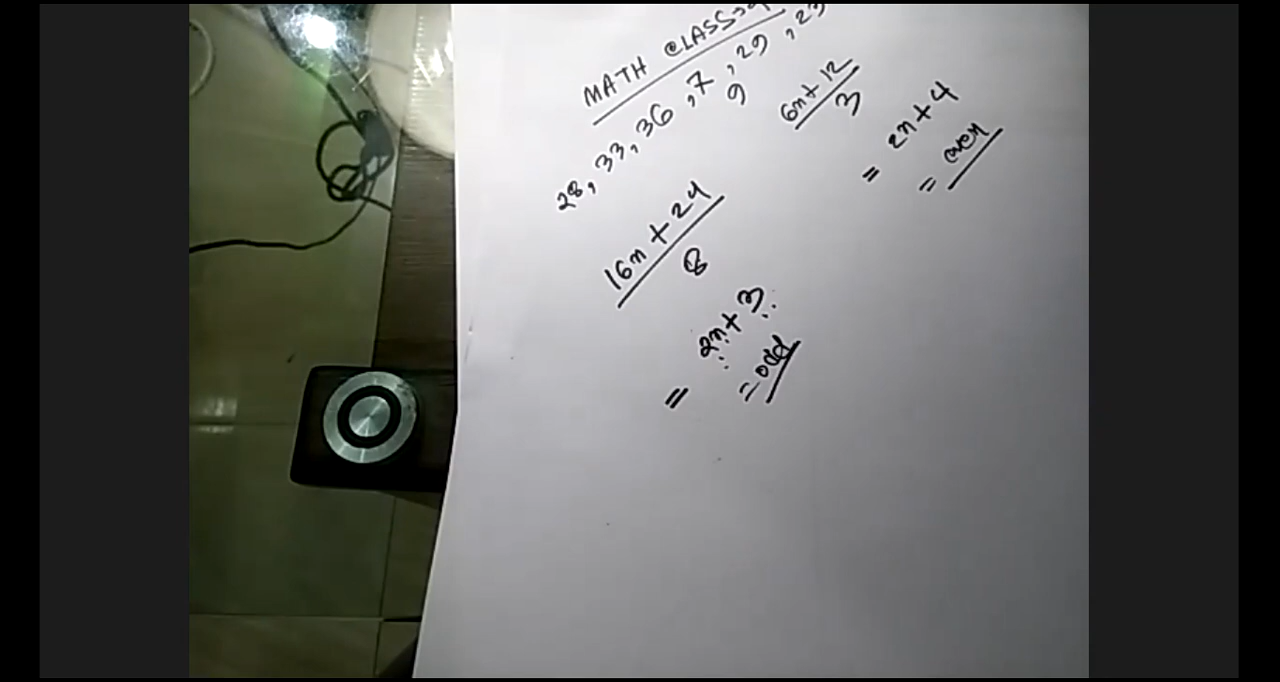 MATH CLASS
28, 33, 36, 7, 29, 23
9
16n + 24
8
= 2n + 3
= odd
6n + 12
3
= 2n + 4
= even